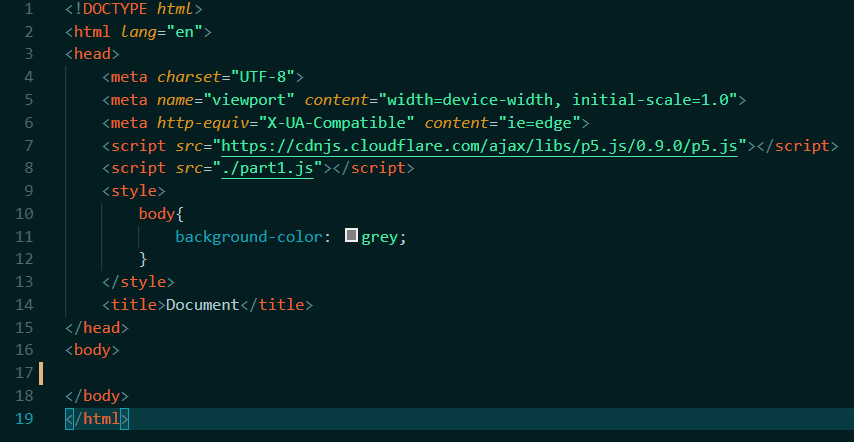 1 <!DOCTYPE html>
2 <html lang="en">
3 <head>
4     <meta charset="UTF-8">
5     <meta name="viewport" content="width=device-width, initial-scale=1.0">
6     <meta http-equiv="X-UA-Compatible" content="ie=edge">
7     <script src="https://cdnjs.cloudflare.com/ajax/libs/p5.js/0.9.0/p5.js"></script>
8     <script src="./part1.js"></script>
9     <style>
10         body{
11             background-color: grey;
12         }
13     </style>
14     <title>Document</title>
15 </head>
16 <body>
17
18 </body>
19 </html>